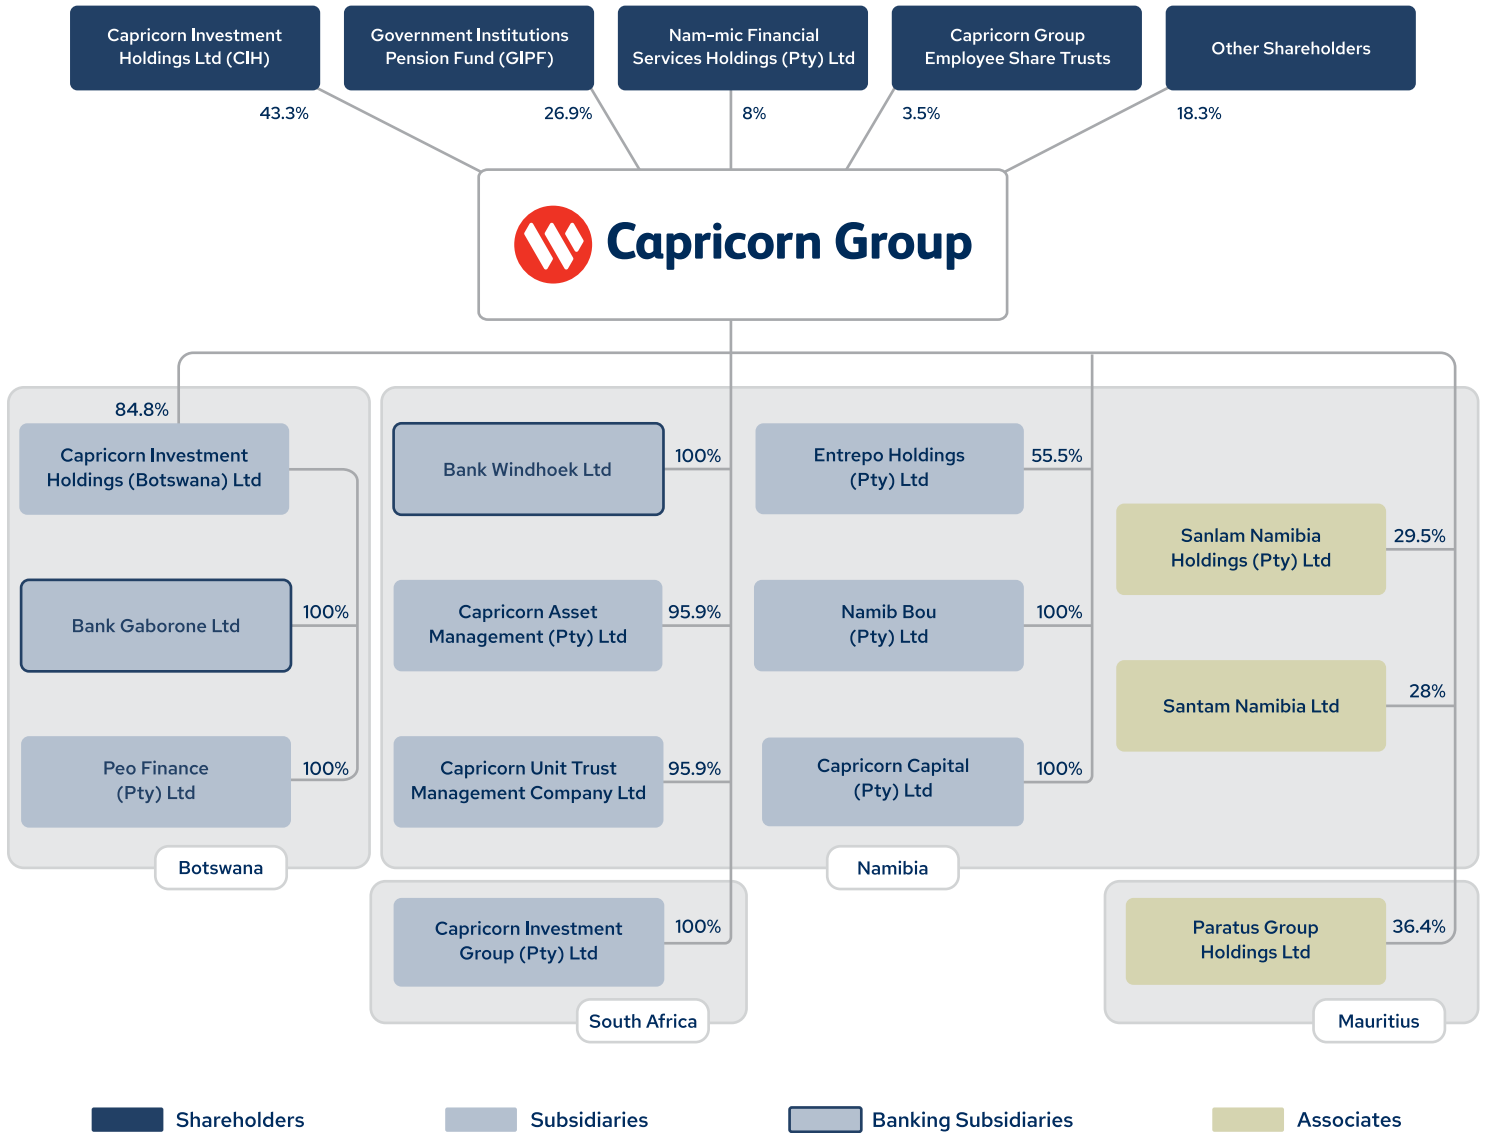 Capricorn Investment
Holdings Ltd (CIH)
Government Institutions
Pension Fund (GIPF)
Nam-mic Financial
Services Holdings (Pty) Ltd
Capricorn Group
Employee Share Trusts
Other Shareholders
43.3%
26.9%
8%
3.5%
18.3%
Capricorn Group
84.8%
Capricorn Investment
Holdings (Botswana) Ltd
Bank Gaborone Ltd
100%
Peo Finance
(Pty) Ltd
100%
Botswana
Bank Windhoek Ltd
100%
Capricorn Asset
Management (Pty) Ltd
95.9%
Capricorn Unit Trust
Management Company Ltd
95.9%
Entrepo Holdings
(Pty) Ltd
55.5%
Namib Bou
(Pty) Ltd
100%
Capricorn Capital
(Pty) Ltd
100%
Sanlam Namibia
Holdings (Pty) Ltd
29.5%
Santam Namibia Ltd
28%
Namibia
Capricorn Investment
Group (Pty) Ltd
100%
South Africa
Paratus Group
Holdings Ltd
36.4%
Mauritius
Shareholders
Subsidiaries
Banking Subsidiaries
Associates